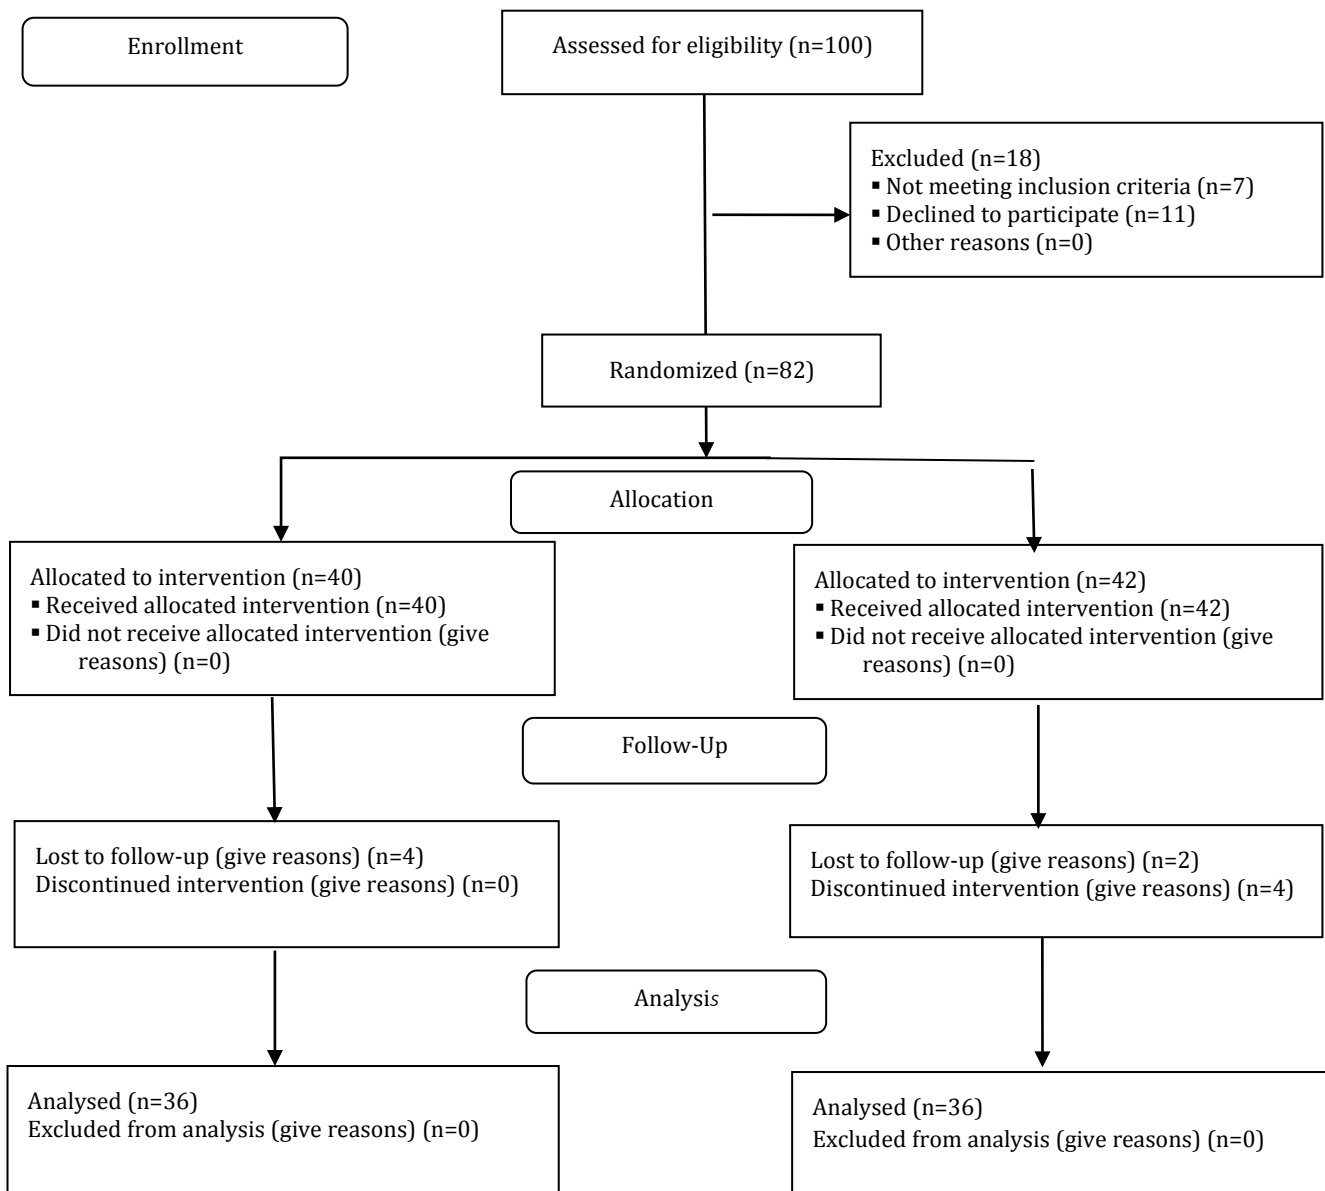 Enrollment
Assessed for eligibility (n=100)
Excluded (n=18)
▪ Not meeting inclusion criteria (n=7)
▪ Declined to participate (n=11)
▪ Other reasons (n=0)
Randomized (n=82)
Allocation
Allocated to intervention (n=40)
▪ Received allocated intervention (n=40)
▪ Did not receive allocated intervention (give
reasons) (n=0)
Allocated to intervention (n=42)
▪ Received allocated intervention (n=42)
▪ Did not receive allocated intervention (give
reasons) (n=0)
Follow-Up
Lost to follow-up (give reasons) (n=4)
Discontinued intervention (give reasons) (n=0)
Lost to follow-up (give reasons) (n=2)
Discontinued intervention (give reasons) (n=4)
Analysis
Analysed (n=36)
Excluded from analysis (give reasons) (n=0)
Analysed (n=36)
Excluded from analysis (give reasons) (n=0)